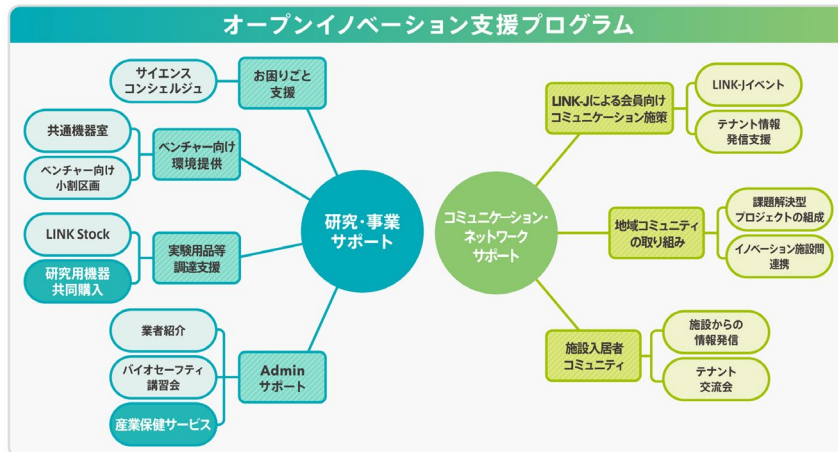 オープンイノベーション支援プログラム
サイエンス
コンシェルジュ
お困りごと
支援
共通機器室
ベンチャー向け
小割区画
ベンチャー向け
環境提供
LINK Stock
研究用機器
共同購入
実験用品等
調達支援
業者紹介
バイオセーフティ
講習会
産業保健サービス
Admin
サポート
研究・事業
サポート
コミュニケーション・
ネットワーク
サポート
LINK-Jによる会員向け
コミュニケーション施策
LINK-Jイベント
テナント情報
発信支援
地域コミュニティ
の取り組み
課題解決型
プロジェクトの組成
イノベーション施設間
連携
施設入居者
コミュニティ
施設からの
情報発信
テナント
交流会